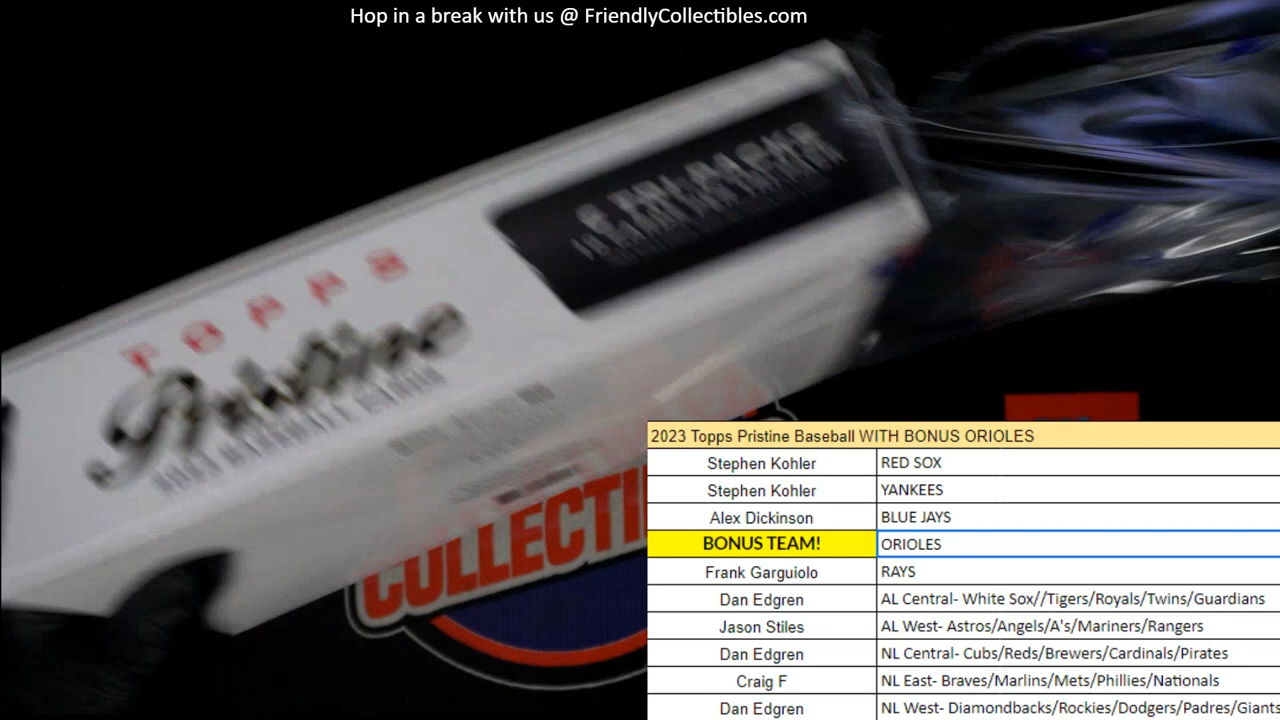 Hop in a break with us @ FriendlyCollectibles.com
TOPPS
Pristine
COLLECTI
2023 Topps Pristine Baseball WITH BONUS ORIOLES
Stephen Kohler RED SOX
Stephen Kohler YANKEES
Alex Dickinson BLUE JAYS
BONUS TEAM! ORIOLES
Frank Garguiolo RAYS
Dan Edgren AL Central- White Sox//Tigers/Royals/Twins/Guardians
Jason Stiles AL West- Astros/Angels/A's/Mariners/Rangers
Dan Edgren NL Central- Cubs/Reds/Brewers/Cardinals/Pirates
Craig F NL East- Braves/Marlins/Mets/Phillies/Nationals
Dan Edgren NL West- Diamondbacks/Rockies/Dodgers/Padres/Giants